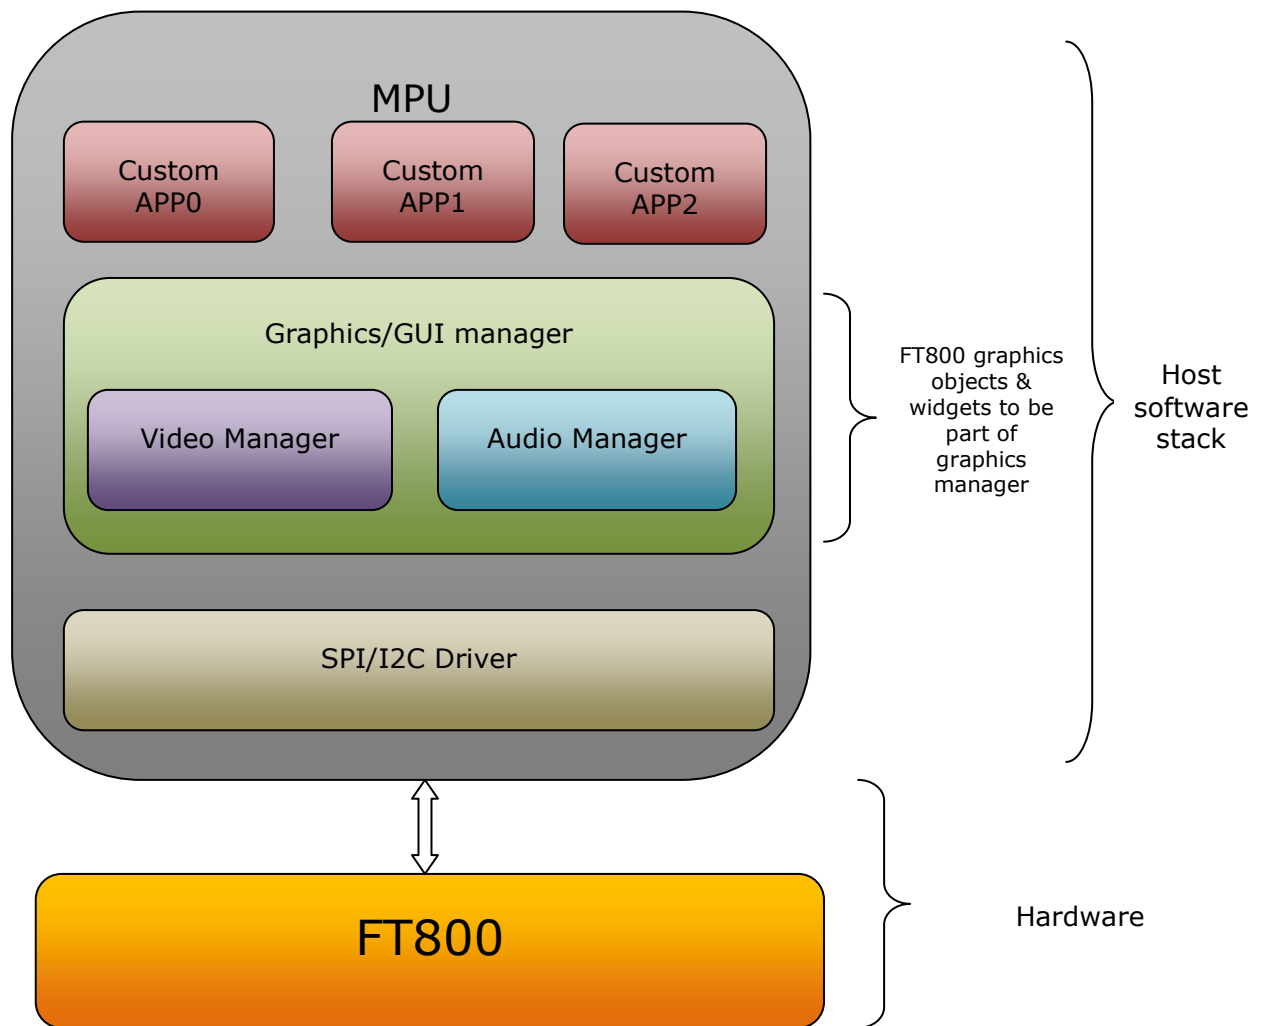 MPU
Custom
APP0
Custom
APP1
Custom
APP2
Graphics/GUI manager
Video Manager
Audio Manager
SPI/I2C Driver
FT800 graphics
objects &
widgets to be
part of
graphics
manager
Host
software
stack
FT800
Hardware